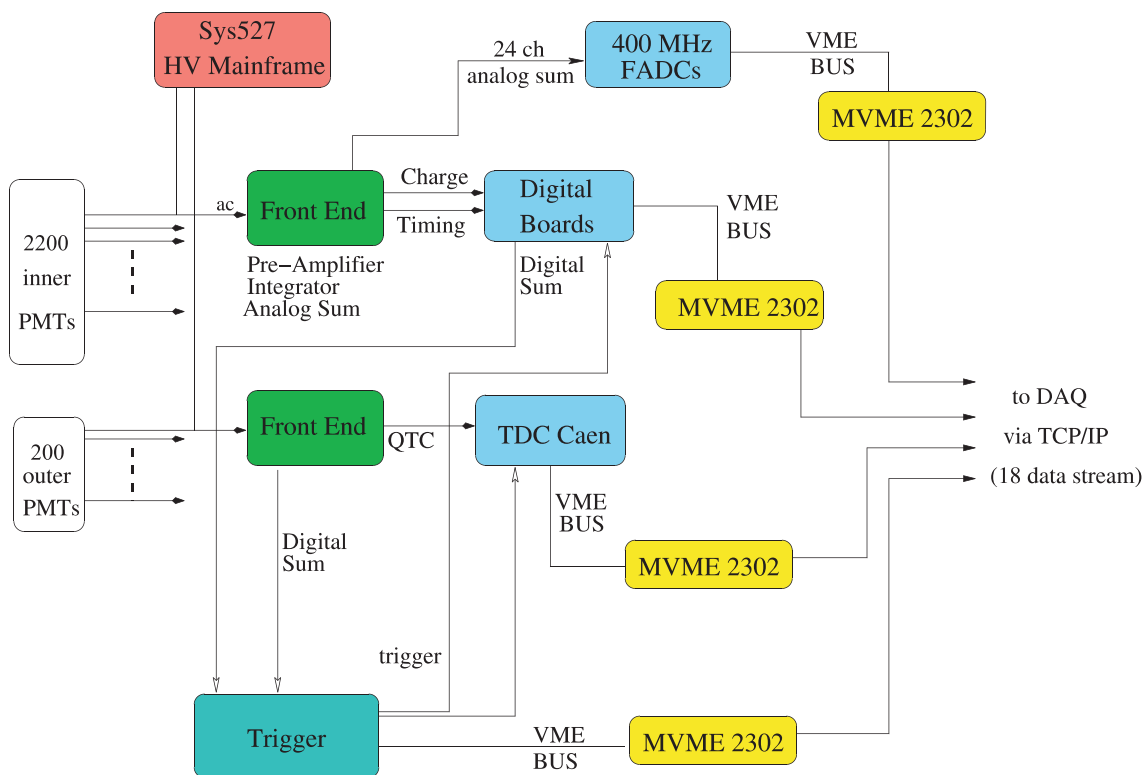 Sys527
HV Mainframe
24 ch
analog sum
400 MHz
FADCs
VME
BUS
MVME 2302
2200
inner
PMTs
ac
Front End
Pre−Amplifier
Integrator
Analog Sum
Charge
Timing
Digital
Boards
Digital
Sum
VME
BUS
MVME 2302
200
outer
PMTs
Front End
QTC
TDC Caen
VME
BUS
Digital
Sum
MVME 2302
to DAQ
via TCP/IP
(18 data stream)
trigger
Trigger
VME
BUS
MVME 2302